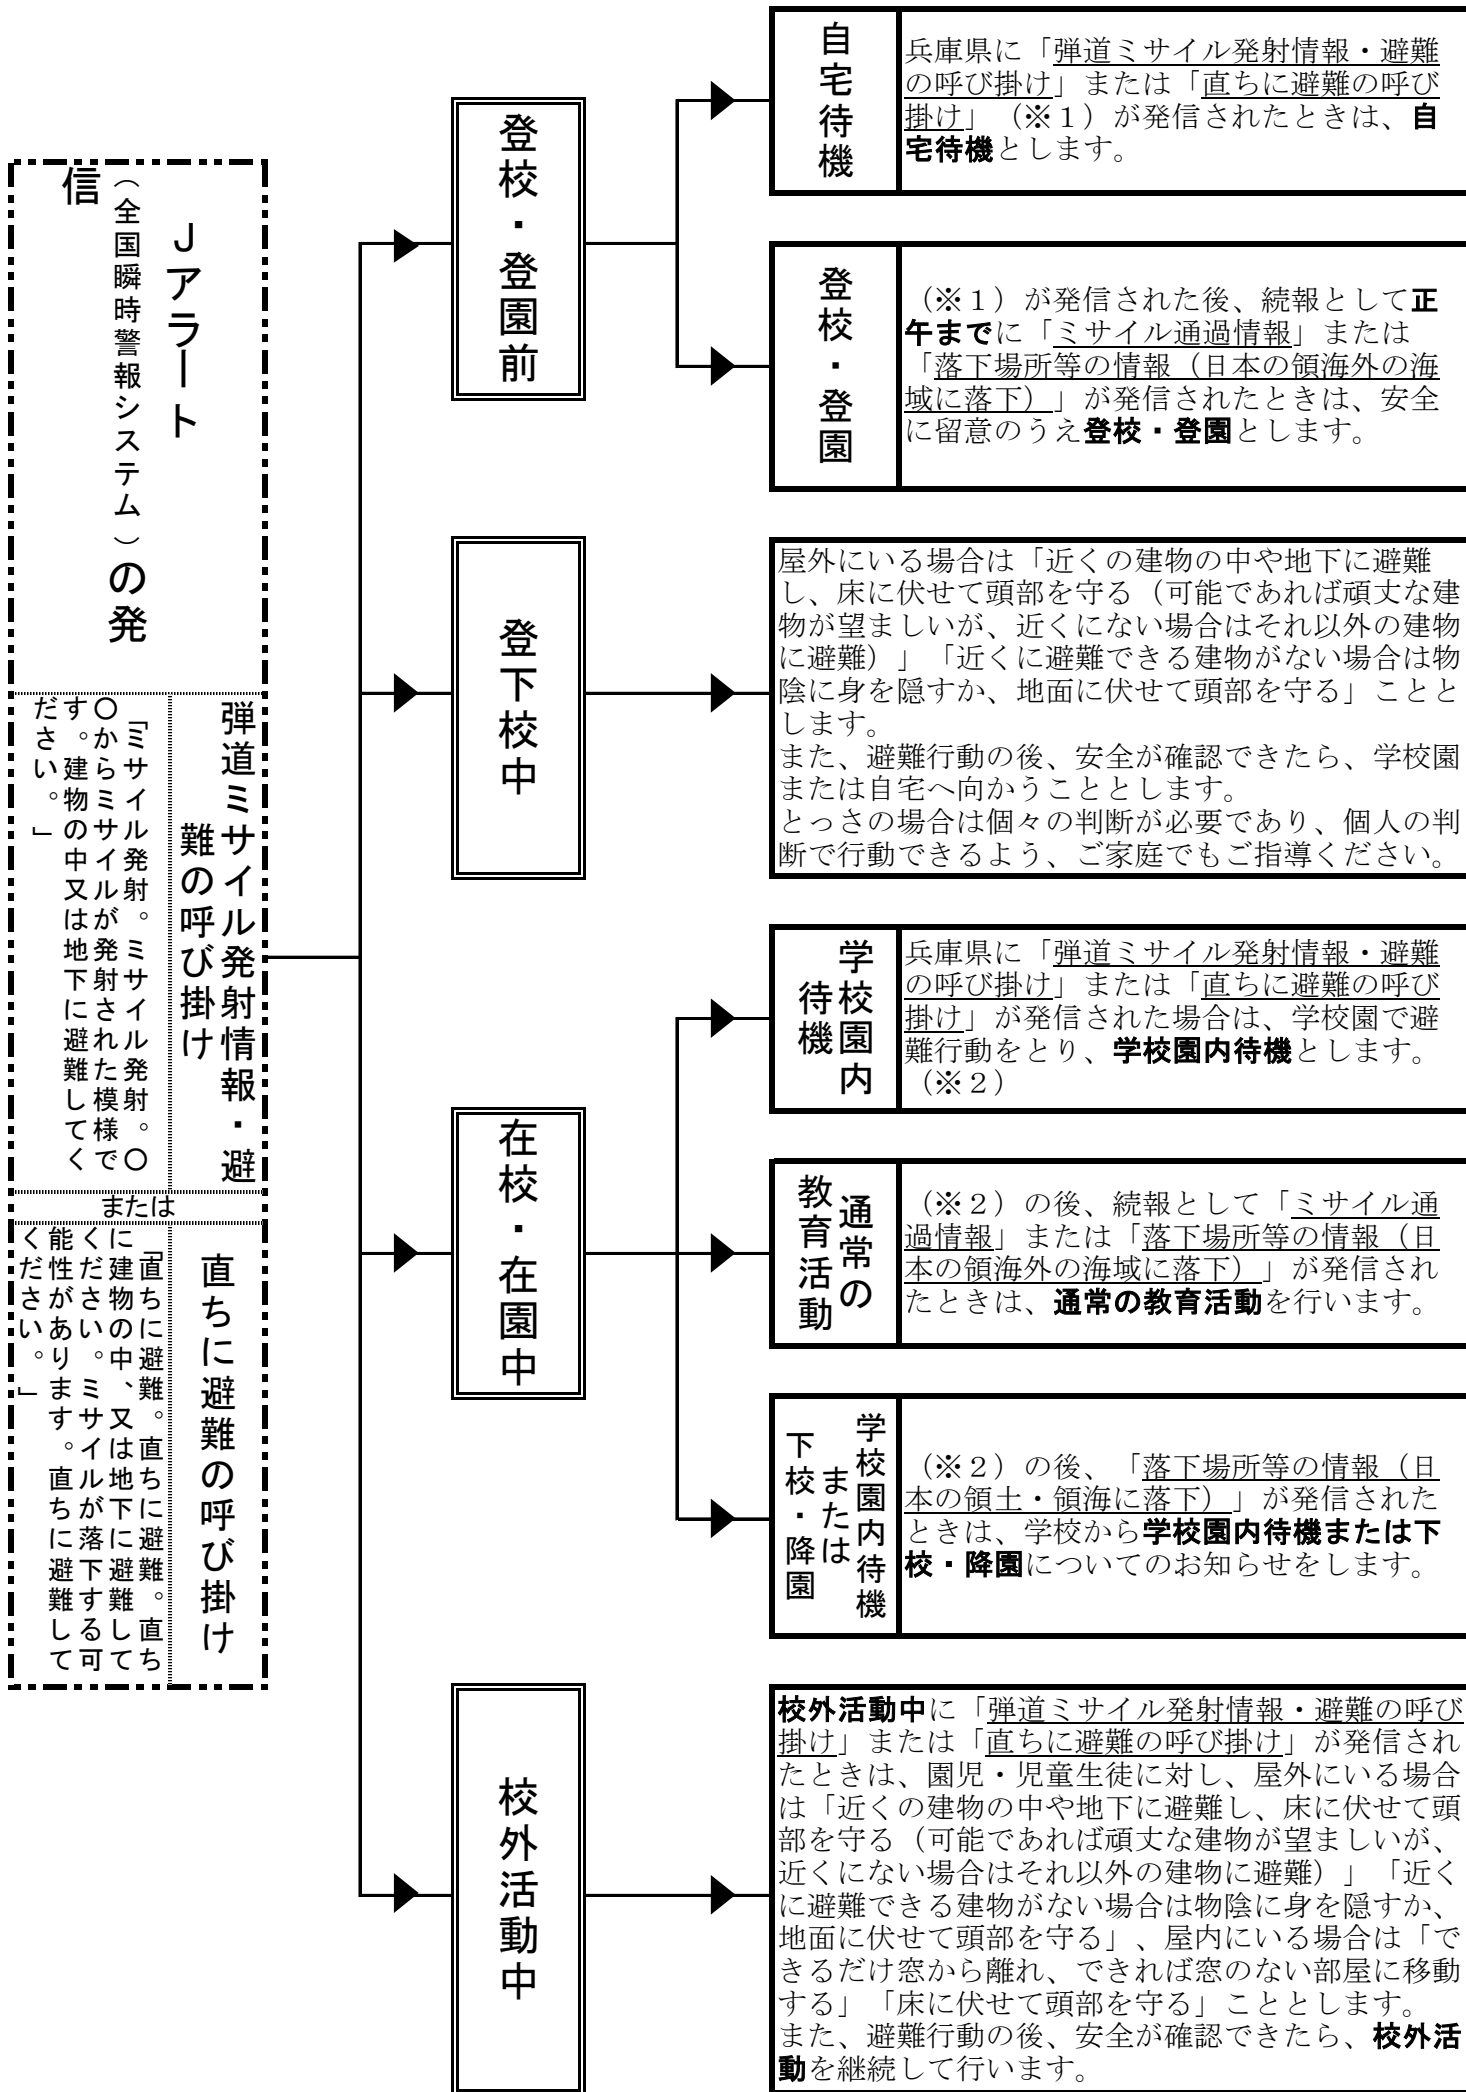 Ｊアラート
（全国瞬時警報システム）の発
信
弾道ミサイル発射情報・避
難の呼び掛け
「ミサイル発射。ミサイル発射。〇
〇からミサイルが発射された模様で
す。建物の中又は地下に避難してく
ださい。」
または
直ちに避難の呼び掛け
「直ちに避難。直ちに避難。直ち
に建物の中、又は地下に避難して
ください。ミサイルが落下する可
能性があります。直ちに避難して
ください。」
登校・登園前
自宅待機
兵庫県に「弾道ミサイル発射情報・避難
の呼び掛け」または「直ちに避難の呼び
掛け」（※１）が発信されたときは、自
宅待機とします。
登校・登園
（※１）が発信された後、続報として正
午までに「ミサイル通過情報」または
「落下場所等の情報（日本の領海外の海
域に落下）」が発信されたときは、安全
に留意のうえ登校・登園とします。
登下校中
屋外にいる場合は「近くの建物の中や地下に避難
し、床に伏せて頭部を守る（可能であれば頑丈な建
物が望ましいが、近くにない場合はそれ以外の建物
に避難）」「近くに避難できる建物がない場合は物
陰に身を隠すか、地面に伏せて頭部を守る」ことと
します。
また、避難行動の後、安全が確認できたら、学校園
または自宅へ向かうこととします。
とっさの場合は個々の判断が必要であり、個人の判
断で行動できるよう、ご家庭でもご指導ください。
在校・在園中
学校園内
待機
兵庫県に「弾道ミサイル発射情報・避難
の呼び掛け」または「直ちに避難の呼び
掛け」が発信された場合は、学校園で避
難行動をとり、学校園内待機とします。
（※２）
通常の
教育活動
（※２）の後、続報として「ミサイル通
過情報」または「落下場所等の情報（日
本の領海外の海域に落下）」が発信され
たときは、通常の教育活動を行います。
学校園内待機
または
下校・降園
（※２）の後、「落下場所等の情報（日
本の領土・領海に落下）」が発信された
ときは、学校から学校園内待機または下
校・降園についてのお知らせをします。
校外活動中
校外活動中に「弾道ミサイル発射情報・避難の呼び
掛け」または「直ちに避難の呼び掛け」が発信され
たときは、園児・児童生徒に対し、屋外にいる場合
は「近くの建物の中や地下に避難し、床に伏せて頭
部を守る（可能であれば頑丈な建物が望ましいが、
近くにない場合はそれ以外の建物に避難）」「近く
に避難できる建物がない場合は物陰に身を隠すか、
地面に伏せて頭部を守る」、屋内にいる場合は「で
きるだけ窓から離れ、できれば窓のない部屋に移動
する」「床に伏せて頭部を守る」こととします。
また、避難行動の後、安全が確認できたら、校外活
動を継続して行います。